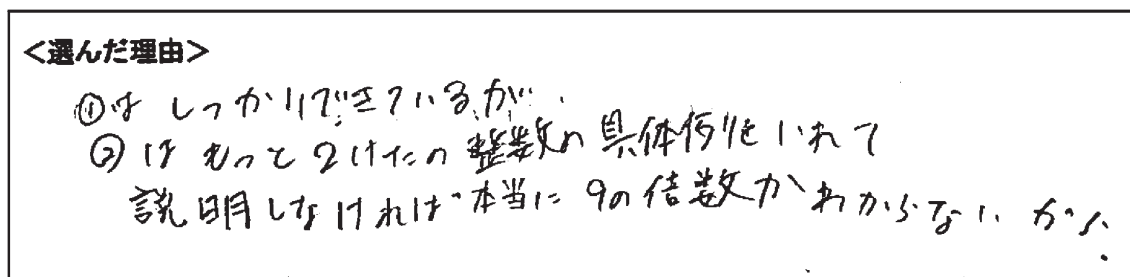 <選んだ理由>
①は しっかりできているが、
②は もっと2けたの整数の具体例をいれて
説明しなければ本当に9の倍数かわからないから.